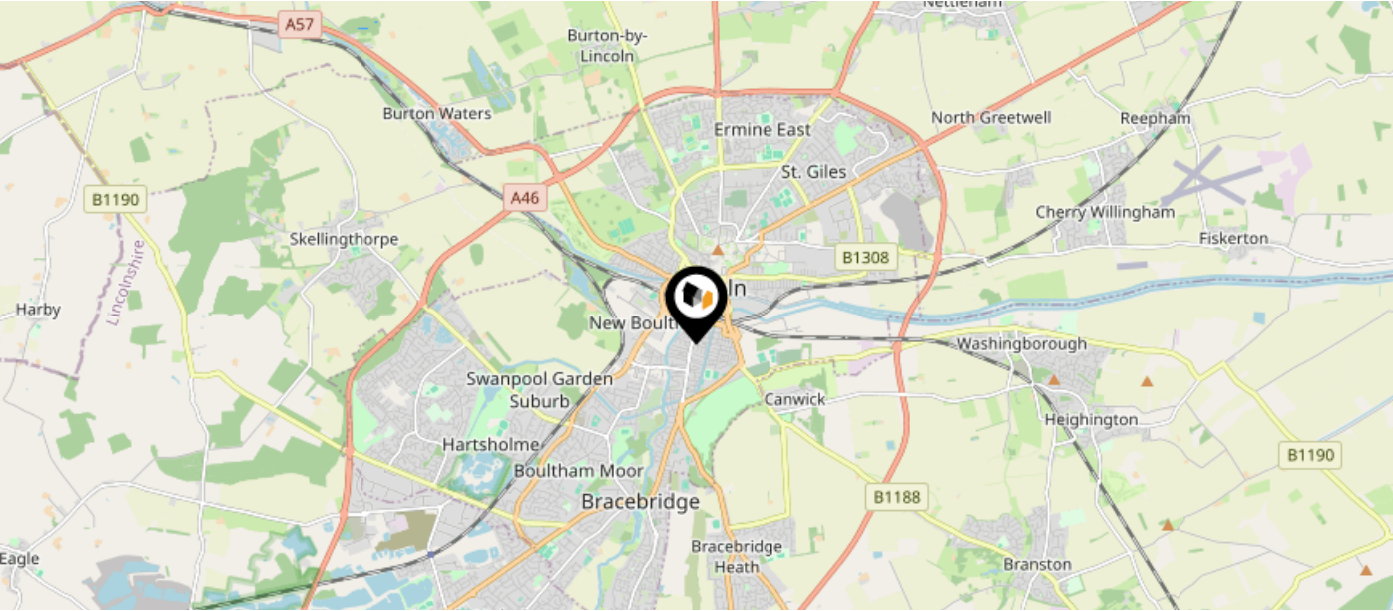 Nettleham
A57
Burton-by-
Lincoln
Burton Waters
Ermine East
North Greetwell
Reepham
St. Giles
B1190
A46
Cherry Willingham
Skellingthorpe
Fiskerton
B1308
Lincolnshire
ln
Harby
New Boulth
Washingborough
Swanpool Garden
Suburb
Canwick
Heighington
Hartsholme
B1190
Boultham Moor
Bracebridge
B1188
Eagle
Bracebridge
Heath
Branston